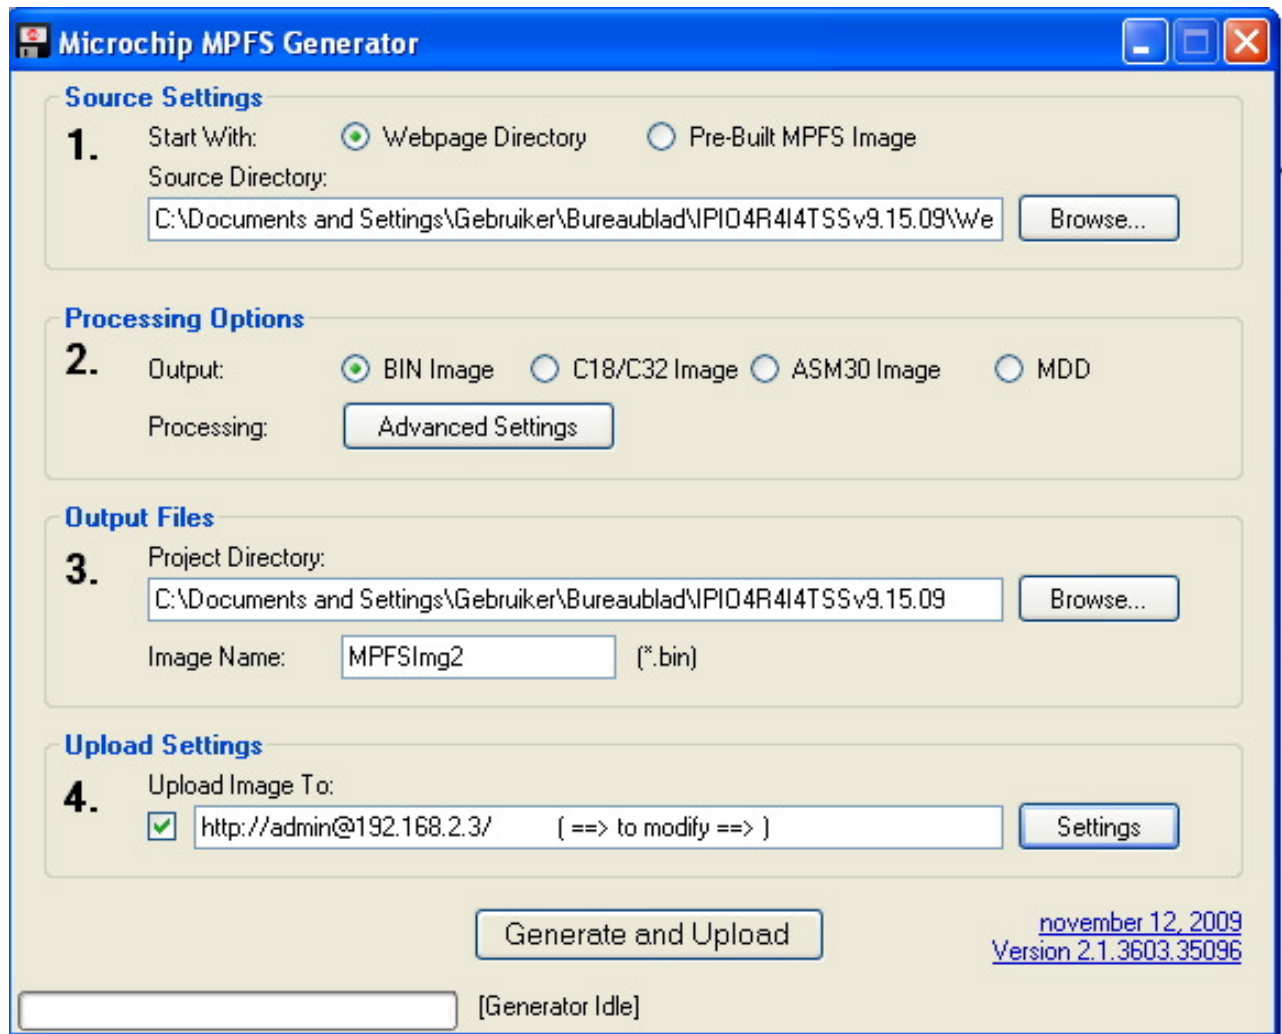 Microchip MPFS Generator
Source Settings
1. Start With: Webpage Directory Pre-Built MPFS Image
Source Directory:
C:\Documents and Settings\Gebruiker\Bureaublad\IPIO4R4I4TSSv9.15.09\We Browse...
Processing Options
2. Output: BIN Image C18/C32 Image ASM30 Image MDD
Processing: Advanced Settings
Output Files
3. Project Directory:
C:\Documents and Settings\Gebruiker\Bureaublad\IPIO4R4I4TSSv9.15.09 Browse...
Image Name: MPFSImg2 (*.bin)
Upload Settings
4. Upload Image To:
http://admin@192.168.2.3/ ( ==> to modify ==> ) Settings
Generate and Upload
november 12, 2009
Version 2.1.3603.35096
[Generator Idle]